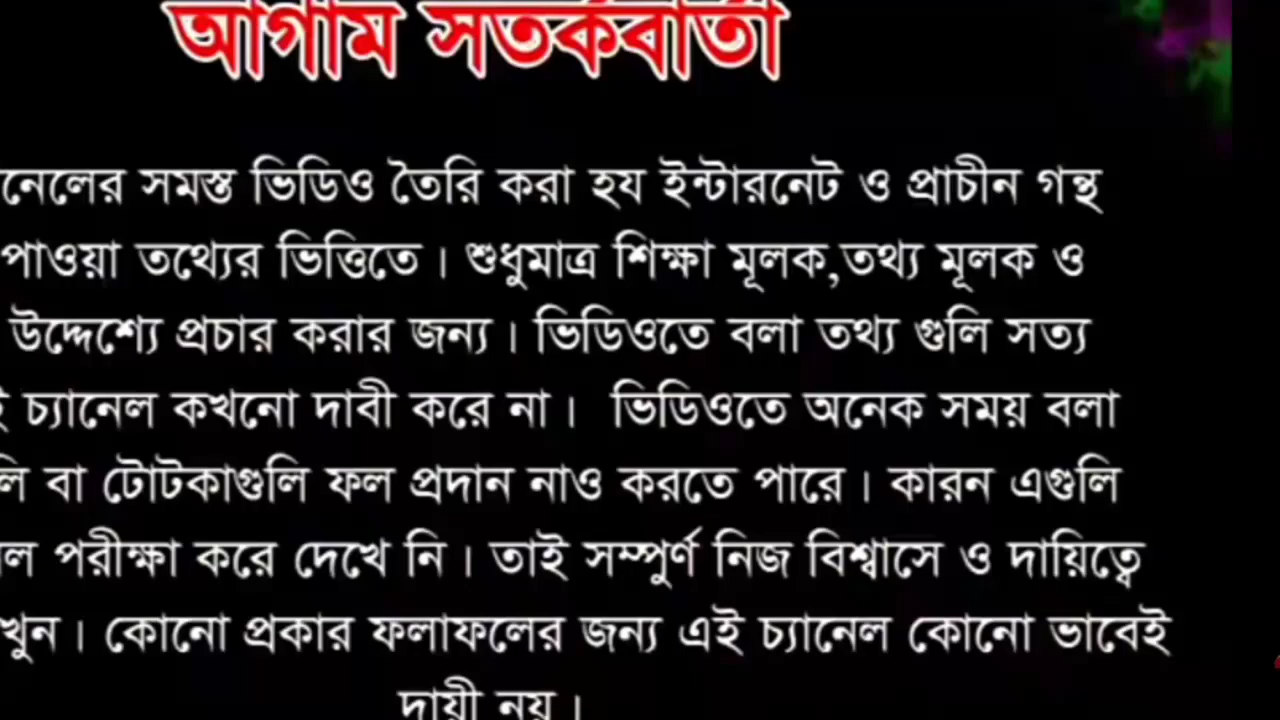 আগাম সতর্কবার্তা
নেলের সমস্ত ভিডিও তৈরি করা হয ইন্টারনেট ও প্রাচীন গন্থ
পাওয়া তথ্যের ভিত্তিতে। শুধুমাত্র শিক্ষা মূলক,তথ্য মূলক ও
উদ্দেশ্যে প্রচার করার জন্য। ভিডিওতে বলা তথ্য গুলি সত্য
ই চ্যানেল কখনো দাবী করে না। ভিডিওতে অনেক সময় বলা
লি বা টোটকাগুলি ফল প্রদান নাও করতে পারে। কারন এগুলি
ল পরীক্ষা করে দেখে নি। তাই সম্পুর্ণ নিজ বিশ্বাসে ও দায়িত্বে
খুন। কোনো প্রকার ফলাফলের জন্য এই চ্যানেল কোনো ভাবেই
দায়ী নয়।